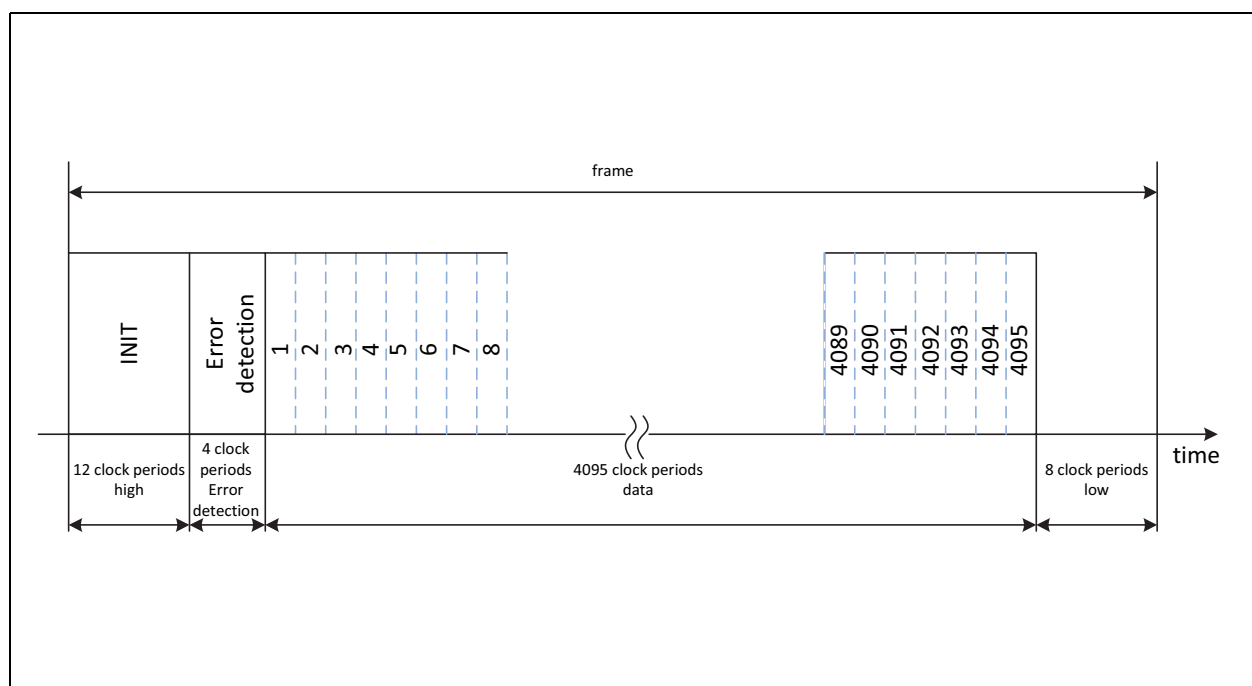 frame
INIT
Error
detection
1
2
3
4
5
6
7
8
4089
4090
4091
4092
4093
4094
4095
time
12 clock periods
high
4 clock
periods
Error
detection
4095 clock periods
data
8 clock periods
low